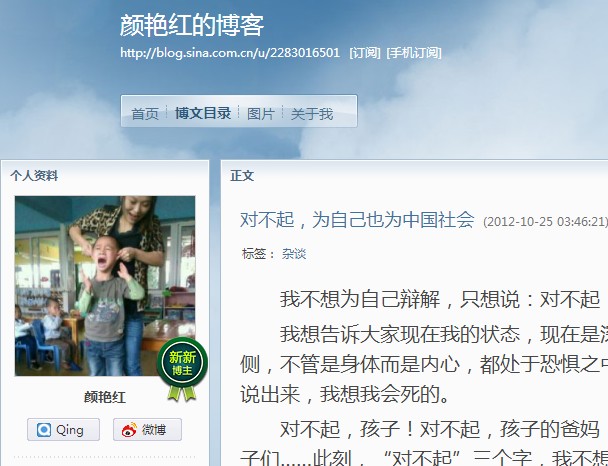 颜艳红的博客
http://blog.sina.com.cn/u/2283016501 [订阅] [手机订阅]
首页 博文目录 图片 关于我
个人资料
新新
博主
颜艳红
Qing 微博
正文
对不起，为自己也为中国社会 (2012-10-25 03:46:21)
标签： 杂谈
我不想为自己辩解，只想说：对不起
我想告诉大家现在我的状态，现在是深
侧，不管是身体而是内心，都处于恐惧之中
说出来，我想我会死的。
对不起，孩子！对不起，孩子的爸妈
子们......此刻，“对不起”三个字，我不想